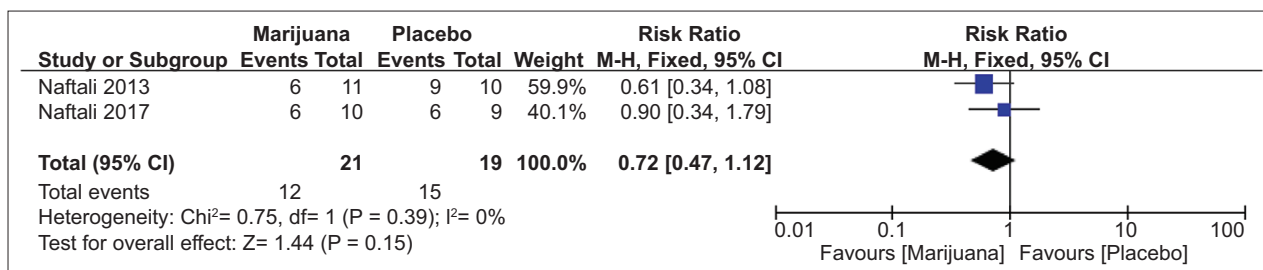 Marijuana Placebo Risk Ratio Risk Ratio
Study or Subgroup Events Total Events Total Weight M-H, Fixed, 95% CI M-H, Fixed, 95% CI
Naftali 2013 6 11 9 10 59.9% 0.61 [0.34, 1.08]
Naftali 2017 6 10 6 9 40.1% 0.90 [0.34, 1.79]
Total (95% CI) 21 19 100.0% 0.72 [0.47, 1.12]
Total events 12 15
Heterogeneity: Chi²= 0.75, df= 1 (P = 0.39); I²= 0%
Test for overall effect: Z= 1.44 (P = 0.15)
0.01 0.1 1 10 100
Favours [Marijuana] Favours [Placebo]